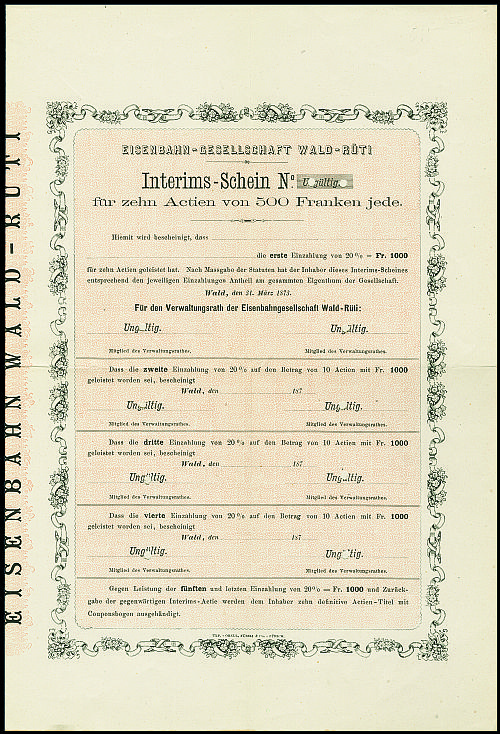 EISENBAHN WALD-RÜTI
EISENBAHN-GESELLSCHAFT WALD-RÜTI
Interims-Schein No. Ungültig.
für zehn Actien von 500 Franken jede.
Hiemit wird bescheinigt, dass
die erste Einzahlung von 20% = Fr. 1000
für zehn Actien geleistet hat. Nach Massgabe der Statuten hat der Inhaber dieses Interims-Scheines
entsprechend den jeweiligen Einzahlungen Antheil am gesammten Eigenthum der Gesellschaft.
Wald, den 31. März 1873.
Für den Verwaltungsrath der Eisenbahngesellschaft Wald-Rüti:
Ungültig. Ungültig.
Mitglied des Verwaltungsrathes. Mitglied des Verwaltungsrathes.
Dass die zweite Einzahlung von 20% auf den Betrag von 10 Actien mit Fr. 1000
geleistet worden sei, bescheinigt
Wald, den 187
Ungültig. Ungültig.
Mitglied des Verwaltungsrathes. Mitglied des Verwaltungsrathes.
Dass die dritte Einzahlung von 20% auf den Betrag von 10 Actien mit Fr. 1000
geleistet worden sei, bescheinigt
Wald, den 187
Ungültig. Ungültig.
Mitglied des Verwaltungsrathes. Mitglied des Verwaltungsrathes.
Dass die vierte Einzahlung von 20% auf den Betrag von 10 Actien mit Fr. 1000
geleistet worden sei, bescheinigt
Wald, den 187
Ungültig. Ungültig.
Mitglied des Verwaltungsrathes. Mitglied des Verwaltungsrathes.
Gegen Leistung der fünften und letzten Einzahlung von 20% = Fr. 1000 und Zurück-
gabe der gegenwärtigen Interims-Actie werden dem Inhaber zehn definitive Actien-Titel mit
Couponsbogen ausgehändigt.
TYP. ORELL, FÜSSLI & CO. ZÜRICH